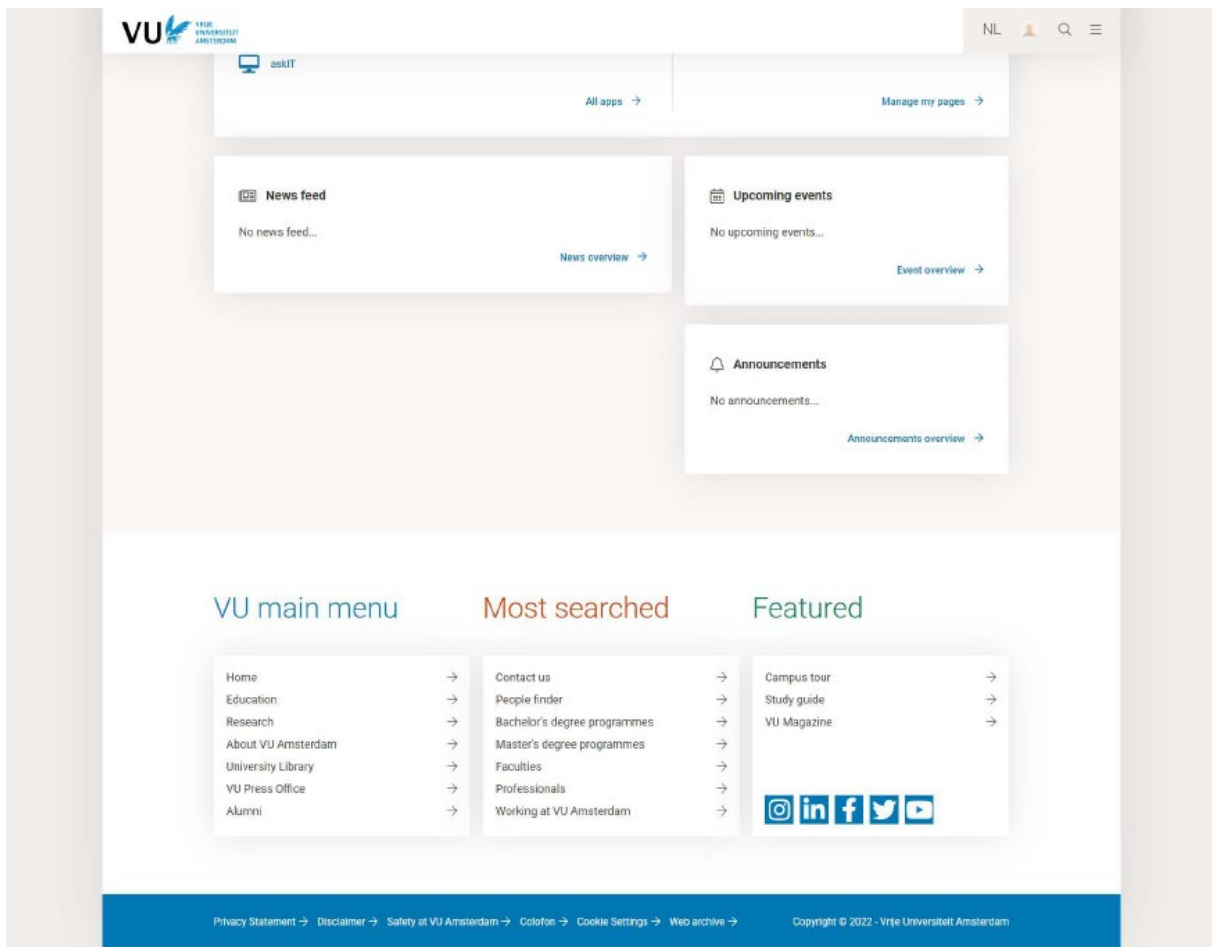 VU VRIJE
UNIVERSITEIT
AMSTERDAM
NL
askIT
All apps →
Manage my pages →
News feed
No news feed...
News overview →
Upcoming events
No upcoming events...
Event overview →
Announcements
No announcements...
Announcements overview →
VU main menu
Home →
Education →
Research →
About VU Amsterdam →
University Library →
VU Press Office →
Alumni →
Most searched
Contact us →
People finder →
Bachelor's degree programmes →
Master's degree programmes →
Faculties →
Professionals →
Working at VU Amsterdam →
Featured
Campus tour →
Study guide →
VU Magazine →
Privacy Statement → Disclaimer → Safety at VU Amsterdam → Colofon → Cookie Settings → Web archive → Copyright © 2022 - Vrije Universiteit Amsterdam